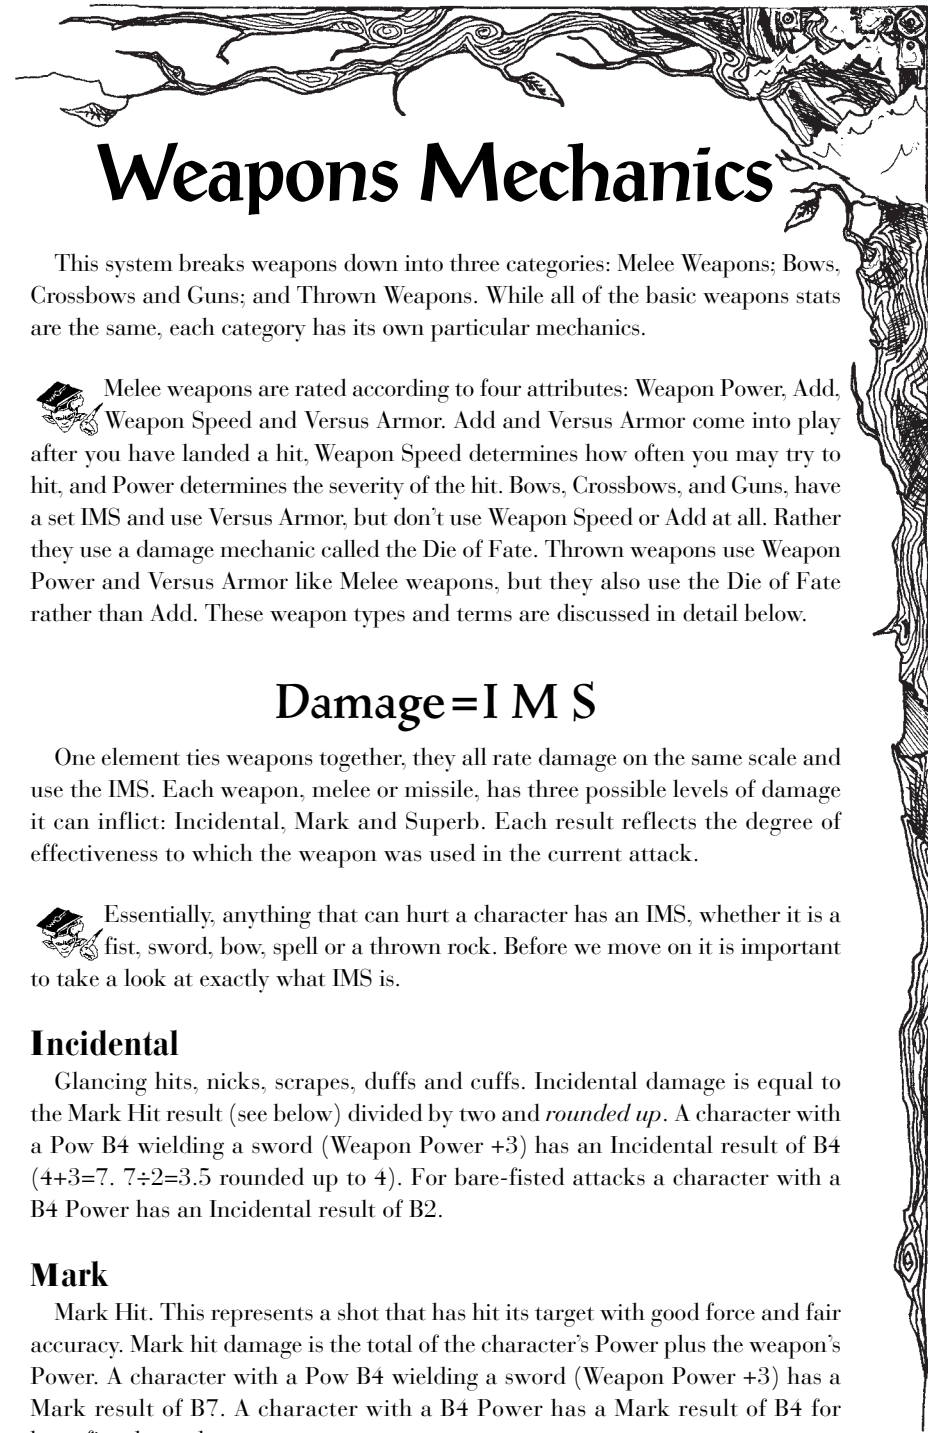 Weapons Mechanics
This system breaks weapons down into three categories: Melee Weapons; Bows,
Crossbows and Guns; and Thrown Weapons. While all of the basic weapons stats
are the same, each category has its own particular mechanics.
Melee weapons are rated according to four attributes: Weapon Power, Add,
Weapon Speed and Versus Armor. Add and Versus Armor come into play
after you have landed a hit, Weapon Speed determines how often you may try to
hit, and Power determines the severity of the hit. Bows, Crossbows, and Guns, have
a set IMS and use Versus Armor, but don't use Weapon Speed or Add at all. Rather
they use a damage mechanic called the Die of Fate. Thrown weapons use Weapon
Power and Versus Armor like Melee weapons, but they also use the Die of Fate
rather than Add. These weapon types and terms are discussed in detail below.
Damage=I M S
One element ties weapons together, they all rate damage on the same scale and
use the IMS. Each weapon, melee or missile, has three possible levels of damage
it can inflict: Incidental, Mark and Superb. Each result reflects the degree of
effectiveness to which the weapon was used in the current attack.
Essentially, anything that can hurt a character has an IMS, whether it is a
fist, sword, bow, spell or a thrown rock. Before we move on it is important
to take a look at exactly what IMS is.
Incidental
Glancing hits, nicks, scrapes, duffs and cuffs. Incidental damage is equal to
the Mark Hit result (see below) divided by two and rounded up. A character with
a Pow B4 wielding a sword (Weapon Power +3) has an Incidental result of B4
(4+3=7. 7÷2=3.5 rounded up to 4). For bare-fisted attacks a character with a
B4 Power has an Incidental result of B2.
Mark
Mark Hit. This represents a shot that has hit its target with good force and fair
accuracy. Mark hit damage is the total of the character's Power plus the weapon's
Power. A character with a Pow B4 wielding a sword (Weapon Power +3) has a
Mark result of B7. A character with a B4 Power has a Mark result of B4 for